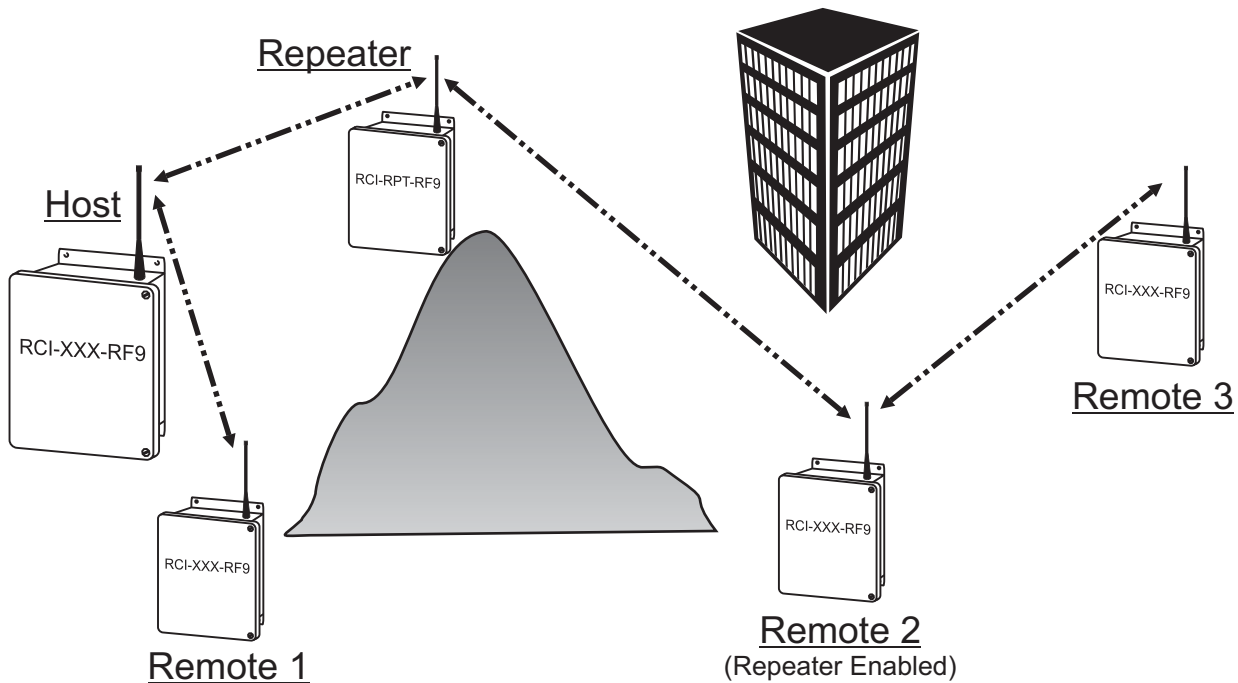 Repeater
RCI-RPT-RF9
Host
RCI-XXX-RF9
RCI-XXX-RF9
Remote 1
RCI-XXX-RF9
Remote 2
(Repeater Enabled)
RCI-XXX-RF9
Remote 3